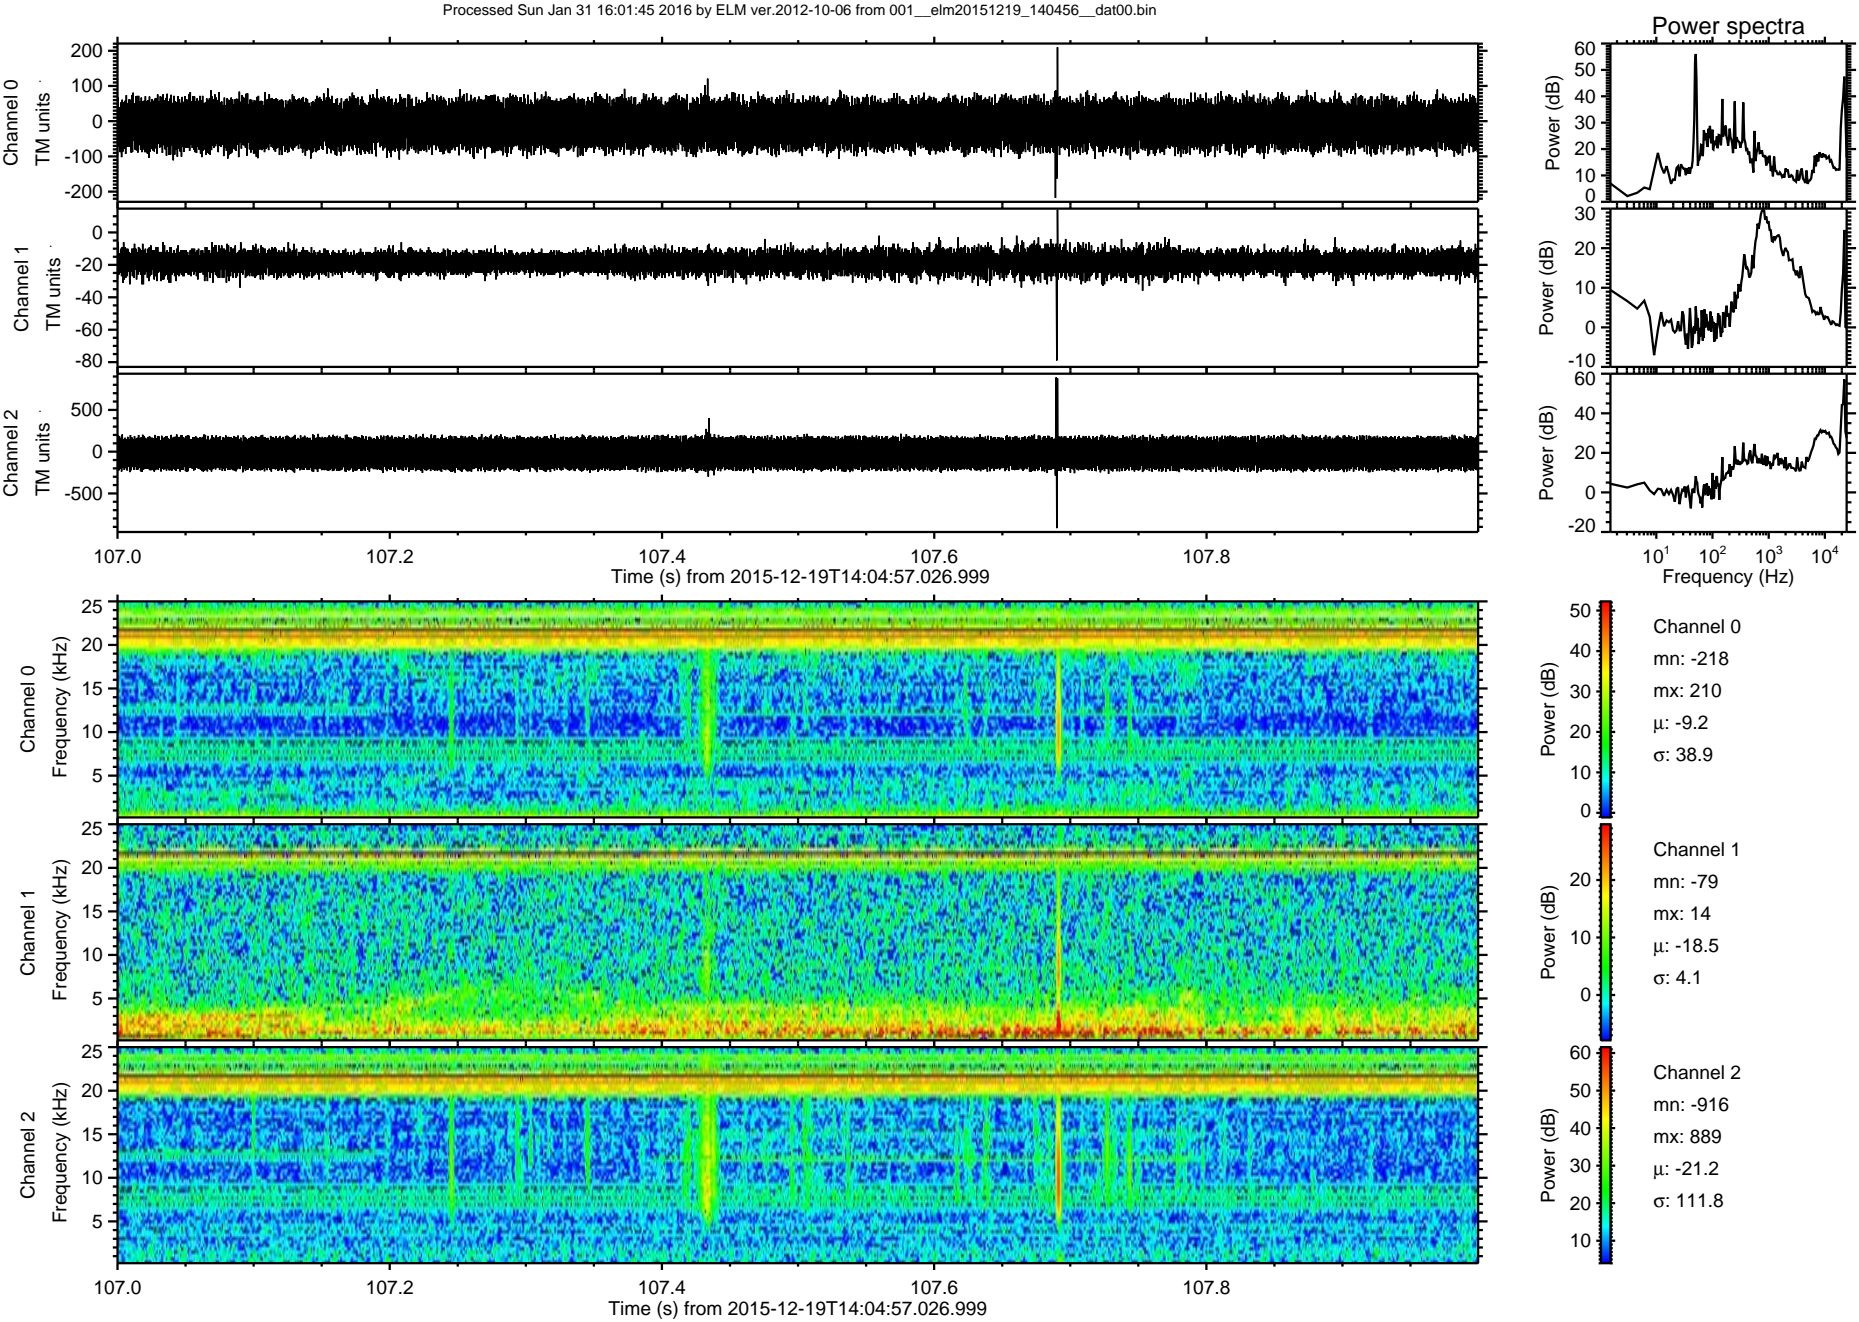 Processed Sun Jan 31 16:01:45 2016 by ELM ver.2012-10-06 from 001__elm20151219_140456__dat00.bin
Power spectra
Channel 0
TM units
200
100
0
-100
-200
Power (dB)
60
50
40
30
20
10
0
Channel 1
TM units
0
-20
-40
-60
-80
Power (dB)
30
20
10
0
-10
Channel 2
TM units
500
0
-500
Power (dB)
60
40
20
0
-20
107.0 107.2 107.4 107.6 107.8
Time (s) from 2015-12-19T14:04:57.026.999
10¹ 10² 10³ 10⁴
Frequency (Hz)
Channel 0
Frequency (kHz)
25
20
15
10
5
Power (dB)
50
40
30
20
10
0
Channel 0
mn: -218
mx: 210
μ: -9.2
σ: 38.9
Channel 1
Frequency (kHz)
25
20
15
10
5
Power (dB)
20
10
0
Channel 1
mn: -79
mx: 14
μ: -18.5
σ: 4.1
Channel 2
Frequency (kHz)
25
20
15
10
5
Power (dB)
60
50
40
30
20
10
Channel 2
mn: -916
mx: 889
μ: -21.2
σ: 111.8
107.0 107.2 107.4 107.6 107.8
Time (s) from 2015-12-19T14:04:57.026.999